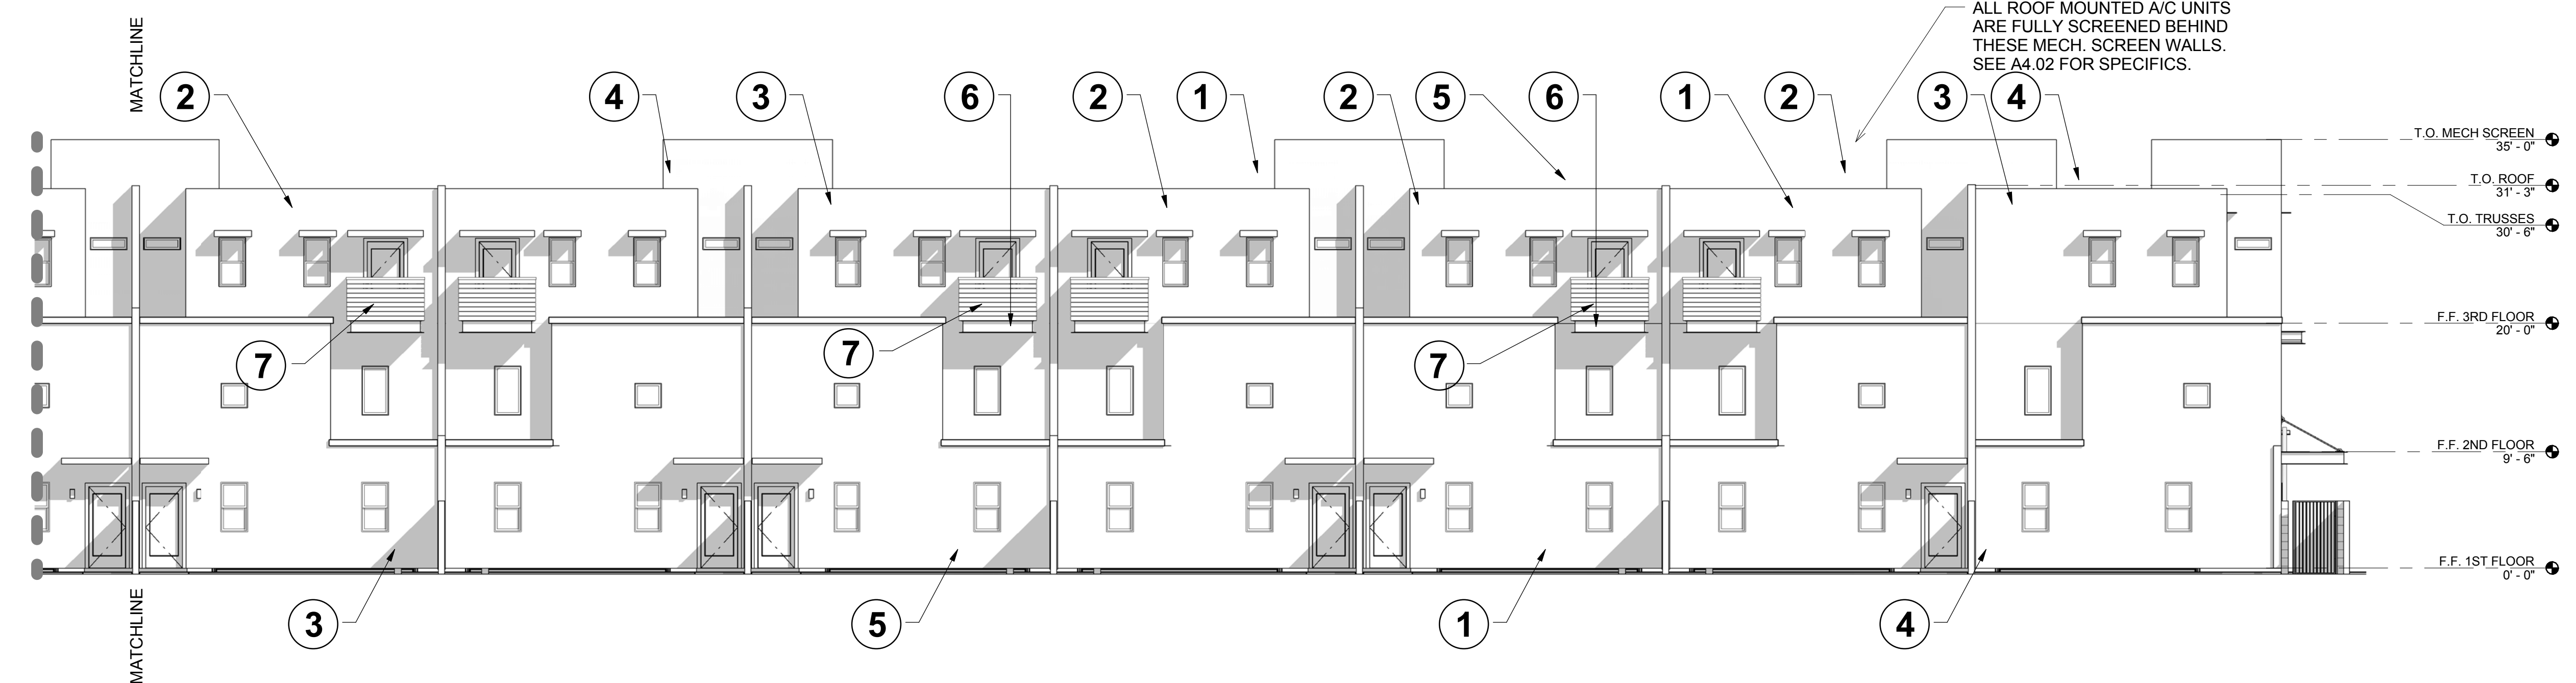 MATCHLINE
ALL ROOF MOUNTED A/C UNITS
ARE FULLY SCREENED BEHIND
THESE MECH. SCREEN WALLS.
SEE A4.02 FOR SPECIFICS.
2
4
3
6
2
1
2
5
6
1
2
3
4
T.O. MECH SCREEN
35' - 0"
T.O. ROOF
31' - 3"
T.O. TRUSSES
30' - 6"
F.F. 3RD FLOOR
20' - 0"
7
7
7
F.F. 2ND FLOOR
9' - 6"
F.F. 1ST FLOOR
0' - 0"
3
5
1
4
MATCHLINE